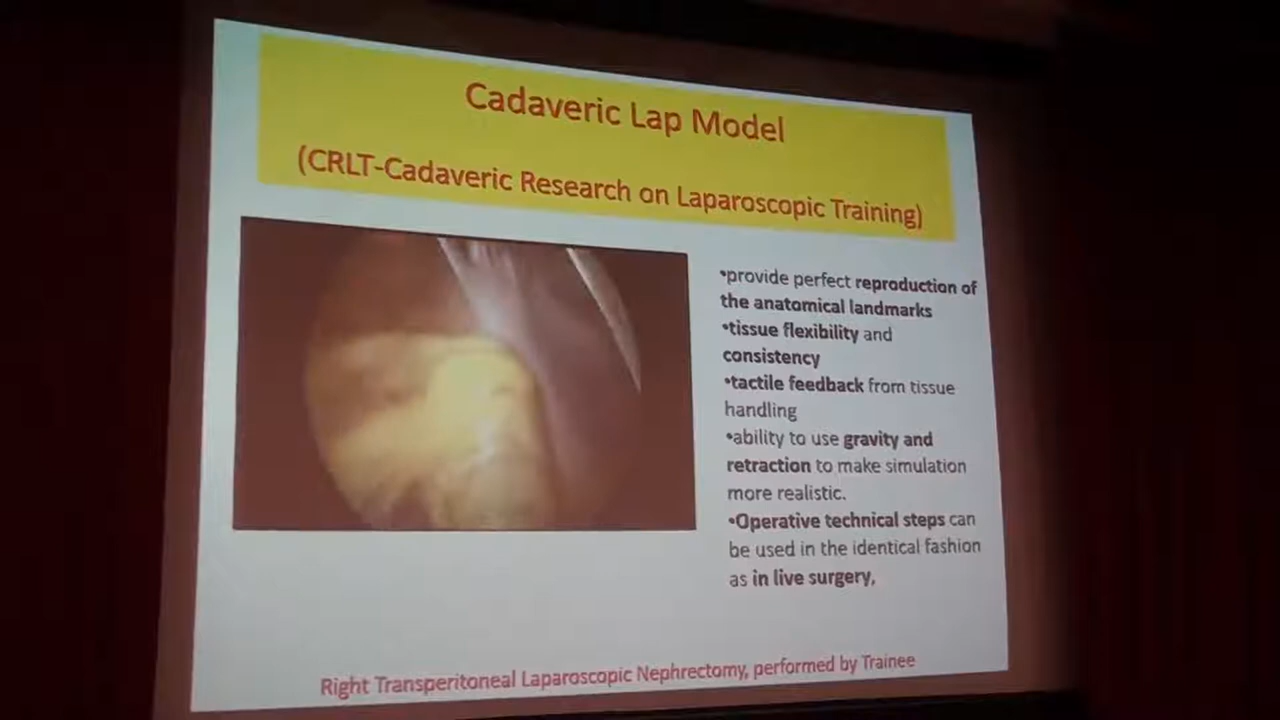 Cadaveric Lap Model
(CRLT-Cadaveric Research on Laparoscopic Training)
•provide perfect reproduction of
the anatomical landmarks
•tissue flexibility and
consistency
•tactile feedback from tissue
handling
•ability to use gravity and
retraction to make simulation
more realistic.
•Operative technical steps can
be used in the identical fashion
as in live surgery,
Right Transperitoneal Laparoscopic Nephrectomy, performed by Trainee